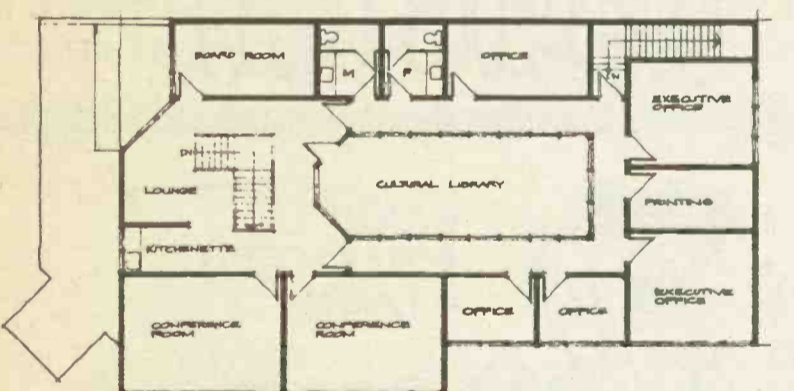 BOARD ROOM
M
F
OFFICE
EXECUTIVE
OFFICE
DN
LOUNGE
CULTURAL LIBRARY
PRINTING
KITCHENETTE
CONFERENCE
ROOM
CONFERENCE
ROOM
OFFICE
OFFICE
EXECUTIVE
OFFICE